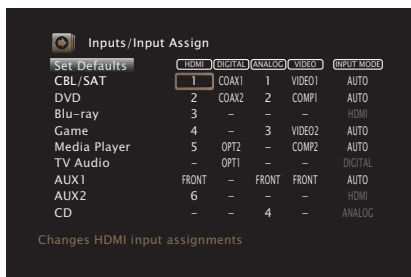 Inputs/Input Assign
Set Defaults HDMI DIGITAL ANALOG VIDEO INPUT MODE
CBL/SAT 1 COAX1 1 VIDEO1 AUTO
DVD 2 COAX2 2 COMP1 AUTO
Blu-ray 3 – – – HDMI
Game 4 – 3 VIDEO2 AUTO
Media Player 5 OPT2 – COMP2 AUTO
TV Audio – OPT1 – – DIGITAL
AUX1 FRONT – FRONT FRONT AUTO
AUX2 6 – – – HDMI
CD – – 4 – ANALOG
Changes HDMI input assignments